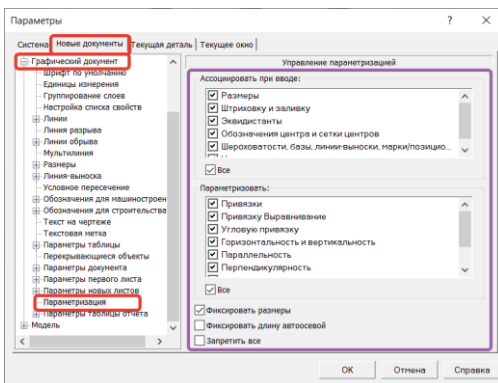 Параметры
? ×
Система Новые документы Текущая деталь Текущее окно
Графический документ
Шрифт по умолчанию
Единицы измерения
Группирование слоев
Настройка списка свойств
Линии
Линия разрыва
Линии обрыва
Мультилиния
Размеры
Линия-выноска
Условное пересечение
Обозначения для машиностроен
Обозначения для строительства
Текст на чертеже
Текстовая метка
Параметры таблицы
Перекрывающиеся объекты
Параметры документа
Параметры первого листа
Параметры новых листов
Параметризация
Параметры таблицы отчета
Модель
Управление параметризацией
Ассоциировать при вводе:
Размеры
Штриховку и заливку
Эквидистанты
Обозначения центра и сетки центров
Шероховатости, базы, линии-выноски, марки/позицио...
Все
Параметризовать:
Привязки
Привязку Выравнивание
Угловую привязку
Горизонтальность и вертикальность
Параллельность
Перпендикулярность
Все
Фиксировать размеры
Фиксировать длину автоосевой
Запретить все
OK Отмена Справка